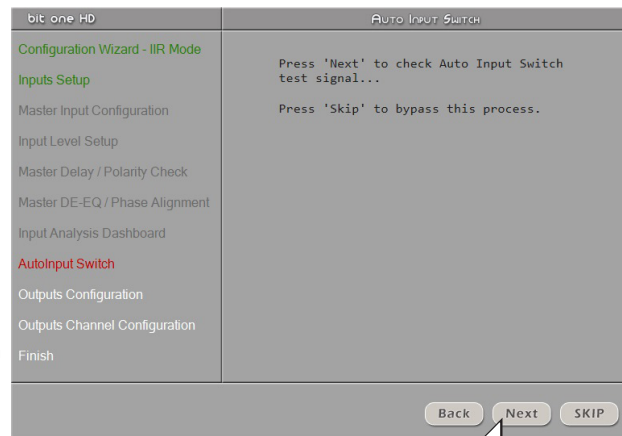 bit one HD
Auto Input Switch
Configuration Wizard - IIR Mode
Inputs Setup
Master Input Configuration
Input Level Setup
Master Delay / Polarity Check
Master DE-EQ / Phase Alignment
Input Analysis Dashboard
AutoInput Switch
Outputs Configuration
Outputs Channel Configuration
Finish
Press 'Next' to check Auto Input Switch
test signal...
Press 'Skip' to bypass this process.
Back
Next
SKIP